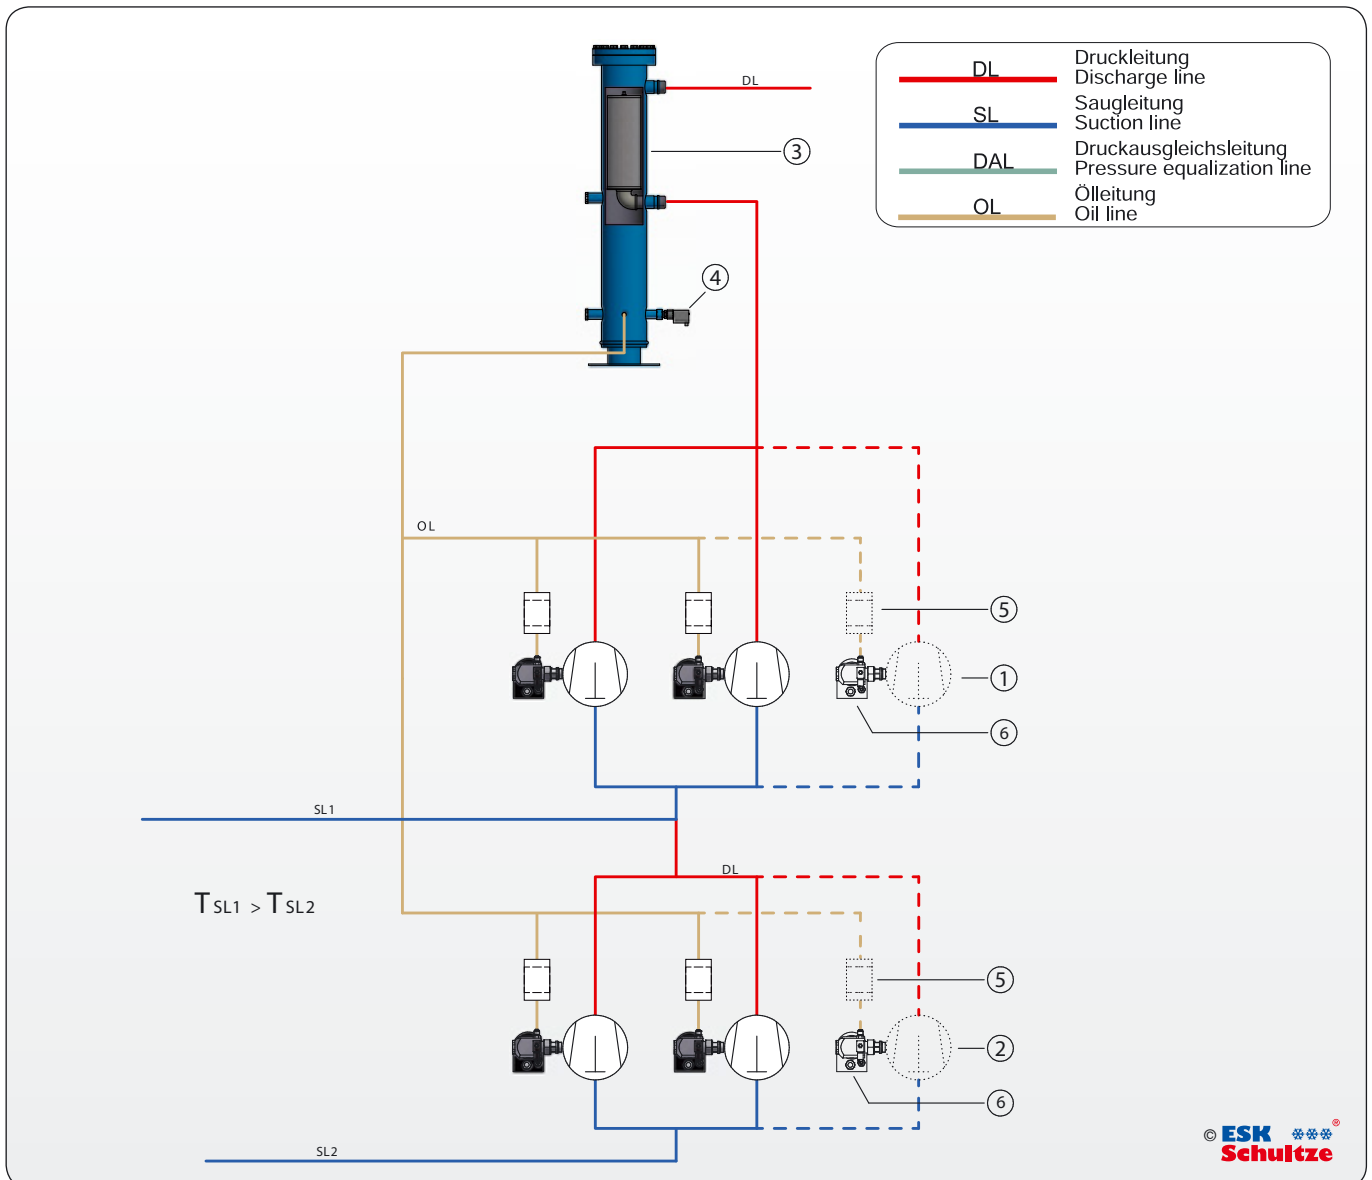 DL
Druckleitung
Discharge line
SL
Saugleitung
Suction line
DAL
Druckausgleichsleitung
Pressure equalization line
OL
Ölleitung
Oil line
DL
3
4
OL
5
1
6
SL1
DL
TSL1 > TSL2
5
2
6
SL2
© ESK ®
Schultze